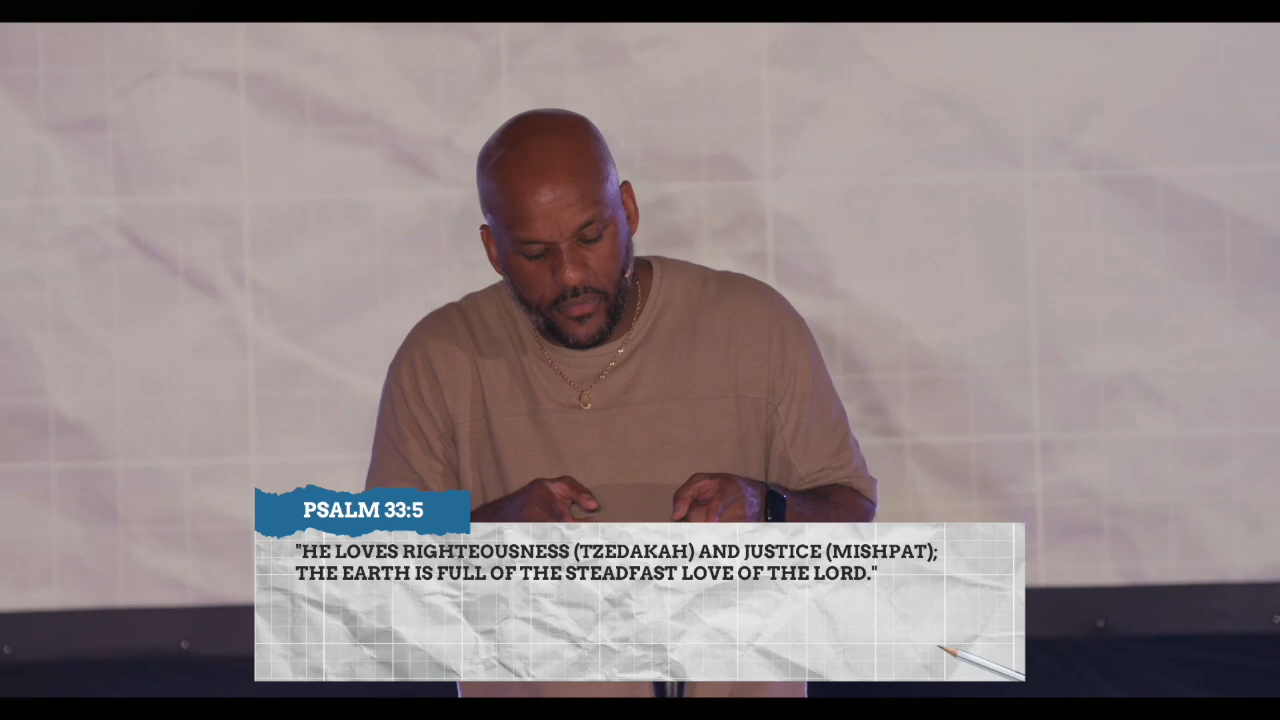 PSALM 33:5
"HE LOVES RIGHTEOUSNESS (TZEDAKAH) AND JUSTICE (MISHPAT);
THE EARTH IS FULL OF THE STEADFAST LOVE OF THE LORD."